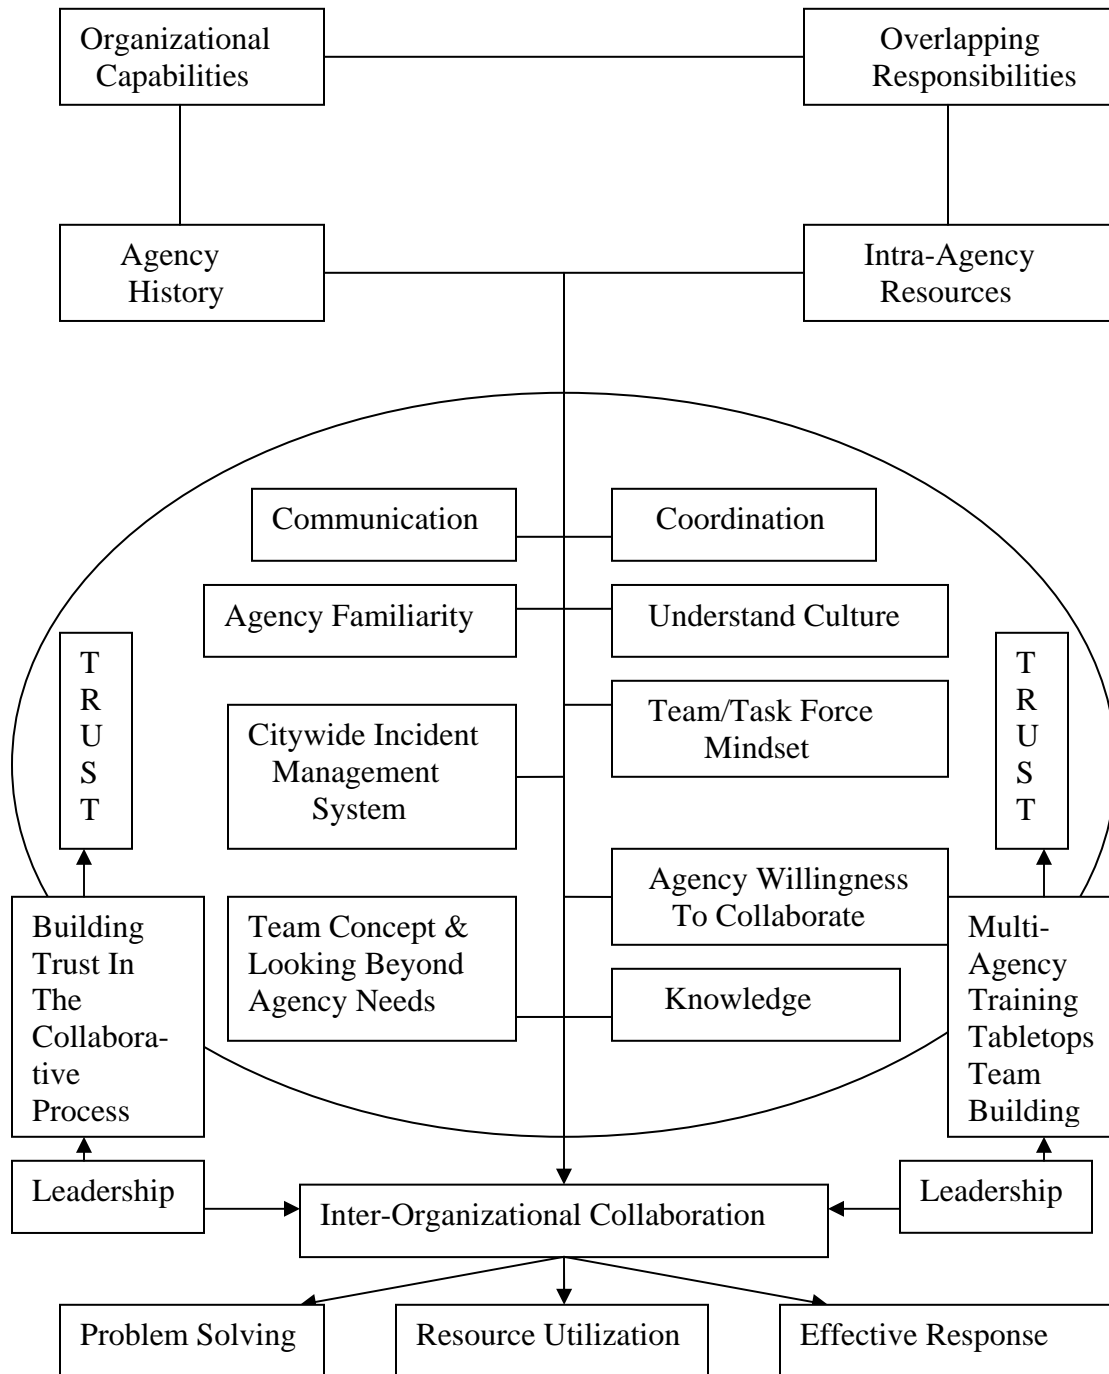 Organizational
Capabilities
Overlapping
Responsibilities
Agency
History
Intra-Agency
Resources
Communication
Coordination
Agency Familiarity
Understand Culture
T
R
U
S
T
Citywide Incident
Management
System
Team/Task Force
Mindset
T
R
U
S
T
Building
Trust In
The
Collabora-
tive
Process
Team Concept &
Looking Beyond
Agency Needs
Agency Willingness
To Collaborate
Knowledge
Multi-
Agency
Training
Tabletops
Team
Building
Leadership
Inter-Organizational Collaboration
Leadership
Problem Solving
Resource Utilization
Effective Response